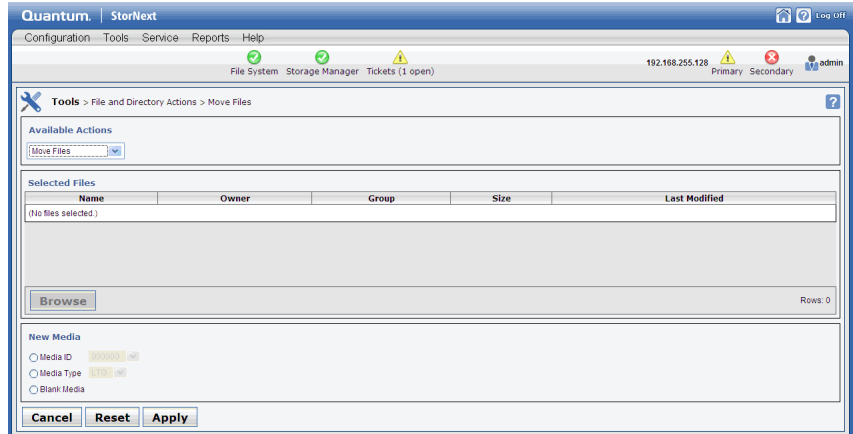 Quantum. StorNext Log Off
Configuration Tools Service Reports Help
File System Storage Manager Tickets (1 open) 192.168.255.128 Primary Secondary admin
Tools > File and Directory Actions > Move Files
Available Actions
Move Files
Selected Files
Name Owner Group Size Last Modified
(No files selected.)
Browse Rows: 0
New Media
Media ID 000000
Media Type LTO
Blank Media
Cancel Reset Apply